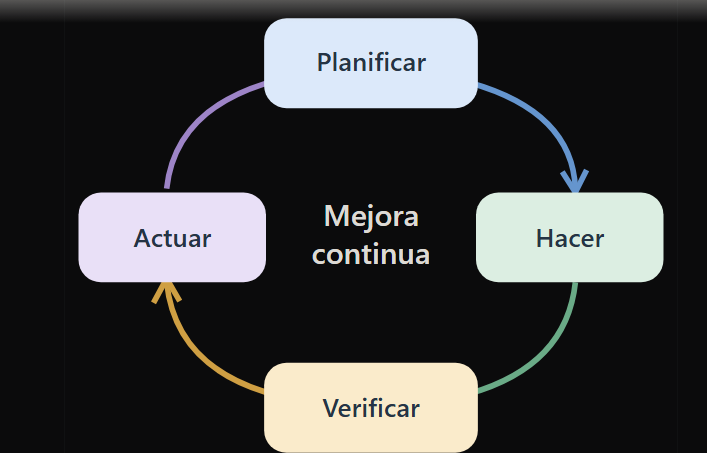 Planificar
Actuar
Mejora
continua
Hacer
Verificar